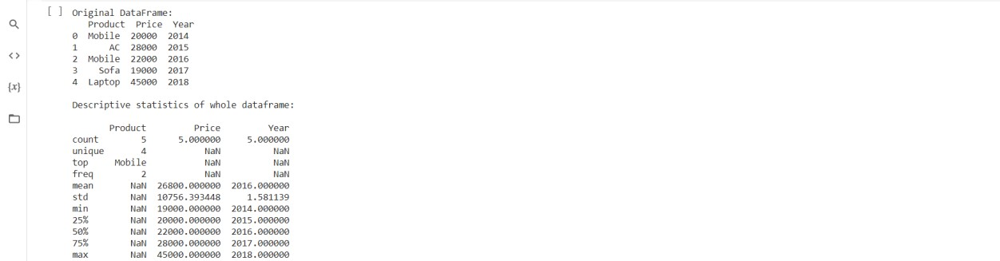 [ ] Original DataFrame:
Product Price Year
0 Mobile 20000 2014
1 AC 28000 2015
2 Mobile 22000 2016
3 Sofa 19000 2017
4 Laptop 45000 2018
Descriptive statistics of whole dataframe:
Product Price Year
count 5 5.000000 5.000000
unique 4 NaN NaN
top Mobile NaN NaN
freq 2 NaN NaN
mean NaN 26800.000000 2016.000000
std NaN 10756.393448 1.581139
min NaN 19000.000000 2014.000000
25% NaN 20000.000000 2015.000000
50% NaN 22000.000000 2016.000000
75% NaN 28000.000000 2017.000000
max NaN 45000.000000 2018.000000
<>
{x}